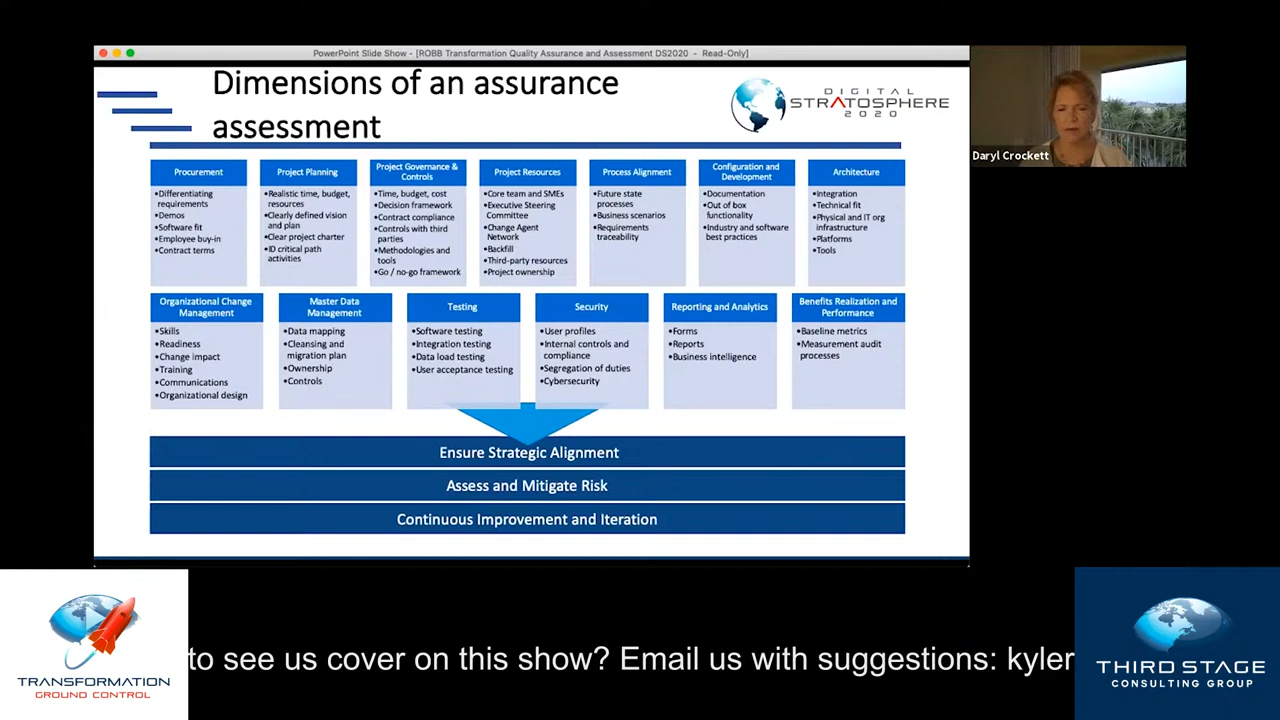 PowerPoint Slide Show - [ROBB Transformation Quality Assurance and Assessment DS2020 - Read-Only]
Dimensions of an assurance
assessment
DIGITAL
STRATOSPHERE
2020
Daryl Crockett
Procurement
•Differentiating
requirements
•Demos
•Software fit
•Employee buy-in
•Contract terms
Project Planning
•Realistic time, budget,
resources
•Clearly defined vision
and plan
•Clear project charter
•ID critical path
activities
Project Governance &
Controls
•Time, budget, cost
•Decision framework
•Contract compliance
•Controls with third
parties
•Methodologies and
tools
•Go / no-go framework
Project Resources
•Core team and SMEs
•Executive Steering
Committee
•Change Agent
Network
•Backfill
•Third-party resources
•Project ownership
Process Alignment
•Future state
processes
•Business scenarios
•Requirements
traceability
Configuration and
Development
•Documentation
•Out of box
functionality
•Industry and software
best practices
Architecture
•Integration
•Technical fit
•Physical and IT org
infrastructure
•Platforms
•Tools
Organizational Change
Management
•Skills
•Readiness
•Change impact
•Training
•Communications
•Organizational design
Master Data
Management
•Data mapping
•Cleansing and
migration plan
•Ownership
•Controls
Testing
•Software testing
•Integration testing
•Data load testing
•User acceptance testing
Security
•User profiles
•Internal controls and
compliance
•Segregation of duties
•Cybersecurity
Reporting and Analytics
•Forms
•Reports
•Business intelligence
Benefits Realization and
Performance
•Baseline metrics
•Measurement audit
processes
Ensure Strategic Alignment
Assess and Mitigate Risk
Continuous Improvement and Iteration
TRANSFORMATION
GROUND CONTROL
to see us cover on this show? Email us with suggestions: kyler
THIRD STAGE
CONSULTING GROUP